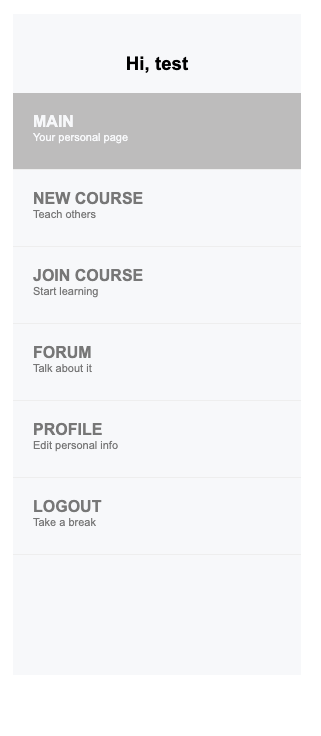 Hi, test
MAIN
Your personal page
NEW COURSE
Teach others
JOIN COURSE
Start learning
FORUM
Talk about it
PROFILE
Edit personal info
LOGOUT
Take a break